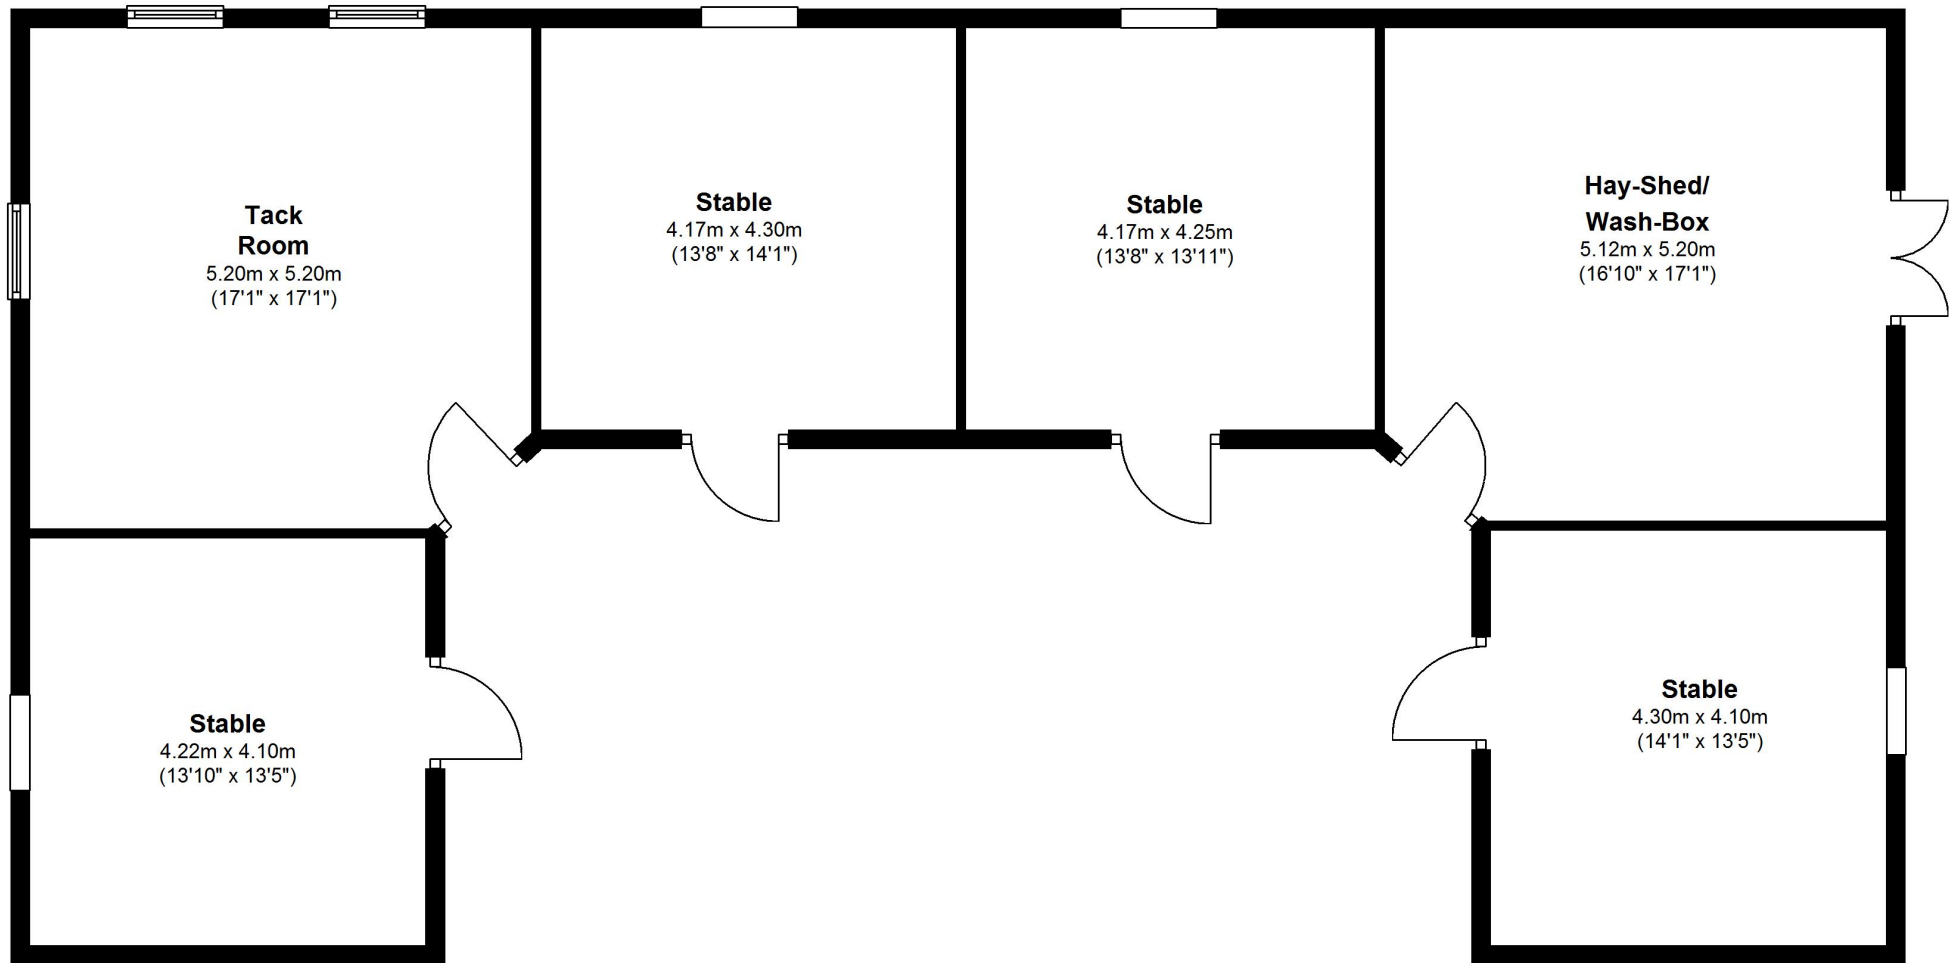 Tack
Room
5.20m x 5.20m
(17'1" x 17'1")
Stable
4.17m x 4.30m
(13'8" x 14'1")
Stable
4.17m x 4.25m
(13'8" x 13'11")
Hay-Shed/
Wash-Box
5.12m x 5.20m
(16'10" x 17'1")
Stable
4.22m x 4.10m
(13'10" x 13'5")
Stable
4.30m x 4.10m
(14'1" x 13'5")